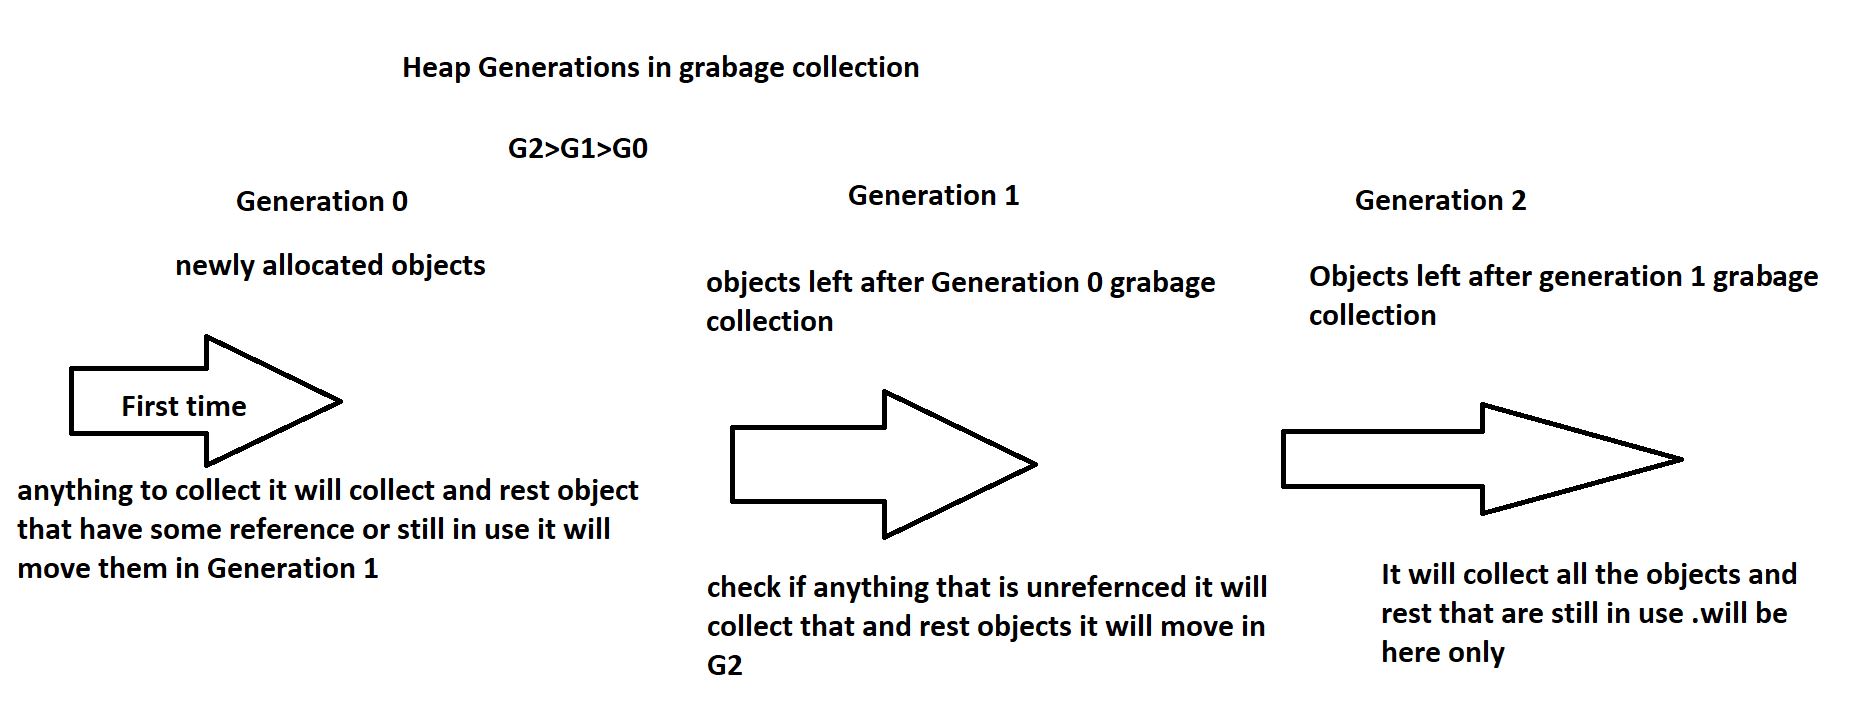 Heap Generations in grabage collection
G2>G1>G0
Generation 0
newly allocated objects
First time
anything to collect it will collect and rest object
that have some reference or still in use it will
move them in Generation 1
Generation 1
objects left after Generation 0 grabage
collection
check if anything that is unrefernced it will
collect that and rest objects it will move in
G2
Generation 2
Objects left after generation 1 grabage
collection
It will collect all the objects and
rest that are still in use .will be
here only